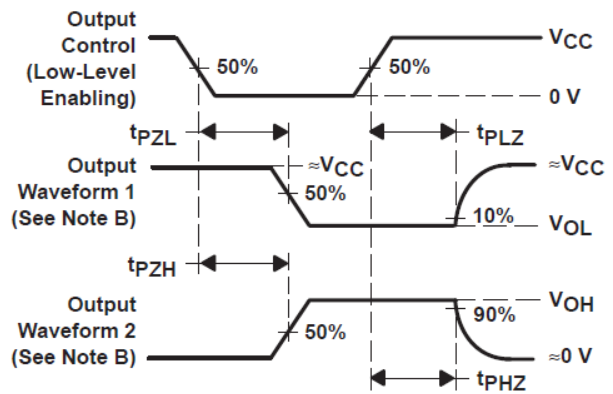 Output
Control
(Low-Level
Enabling)
50%
50%
VCC
0 V
tPZL
tPLZ
Output
Waveform 1
(See Note B)
≈VCC
50%
≈VCC
10%
VOL
tPZH
Output
Waveform 2
(See Note B)
50%
VOH
90%
≈0 V
tPHZ